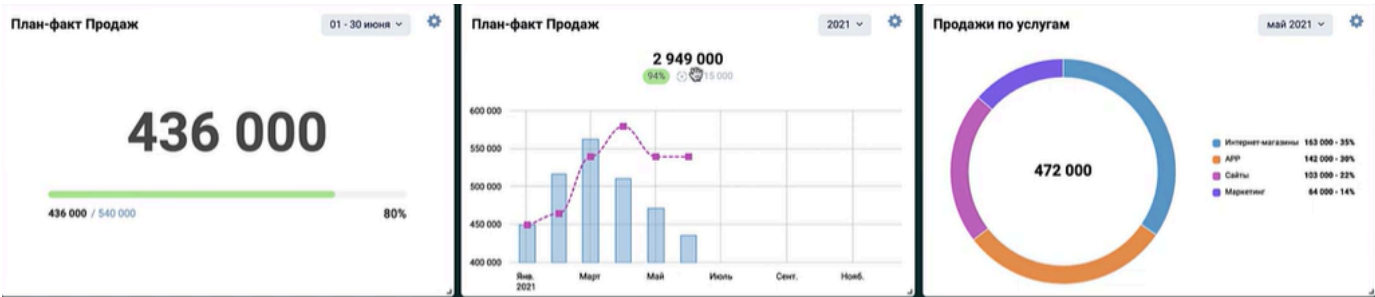 План-факт Продаж
01 - 30 июня
436 000
436 000 / 540 000
80%
План-факт Продаж
2021
2 949 000
94%
15 000
600 000
550 000
500 000
450 000
400 000
Янв. Март Май Июль Сент. Нояб.
2021
Продажи по услугам
май 2021
472 000
Интернет-магазины 163 000 - 35%
APP 142 000 - 30%
Сайты 103 000 - 22%
Маркетинг 64 000 - 14%